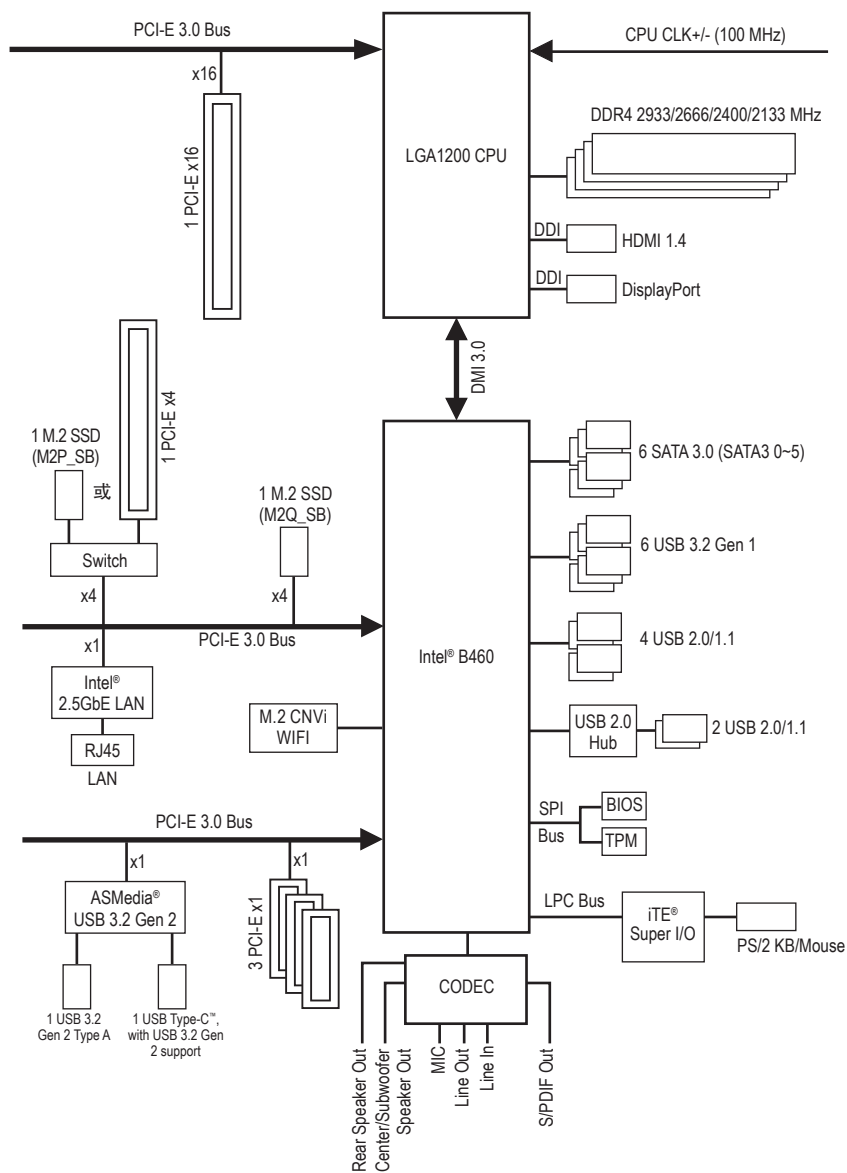 PCI-E 3.0 Bus
CPU CLK+/- (100 MHz)
x16
DDR4 2933/2666/2400/2133 MHz
1 PCI-E x16
LGA1200 CPU
DDI
HDMI 1.4
DDI
DisplayPort
DMI 3.0
1 PCI-E x4
1 M.2 SSD
(M2P_SB)
或
1 M.2 SSD
(M2Q_SB)
6 SATA 3.0 (SATA3 0~5)
Switch
6 USB 3.2 Gen 1
x4
x4
PCI-E 3.0 Bus
x1
Intel® B460
4 USB 2.0/1.1
Intel®
2.5GbE LAN
M.2 CNVi
WIFI
USB 2.0
Hub
2 USB 2.0/1.1
RJ45
LAN
PCI-E 3.0 Bus
SPI
Bus
BIOS
TPM
x1
x1
ASMedia®
USB 3.2 Gen 2
3 PCI-E x1
LPC Bus
iTE®
Super I/O
PS/2 KB/Mouse
CODEC
1 USB 3.2
Gen 2 Type A
1 USB Type-C™,
with USB 3.2 Gen
2 support
Rear Speaker Out
Center/Subwoofer
Speaker Out
MIC
Line Out
Line In
S/PDIF Out